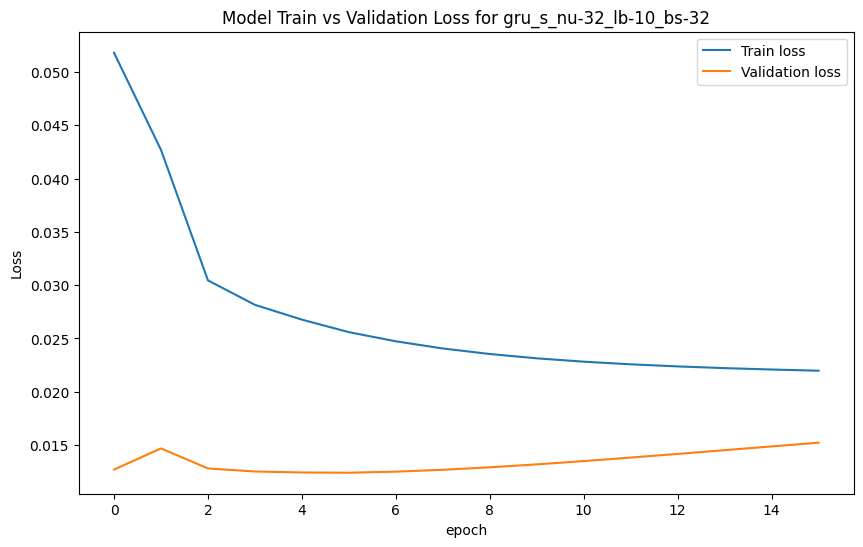 Model Train vs Validation Loss for gru_s_nu-32_lb-10_bs-32
Train loss
Validation loss
0.050
0.045
0.040
0.035
0.030
0.025
0.020
0.015
Loss
0 2 4 6 8 10 12 14
epoch